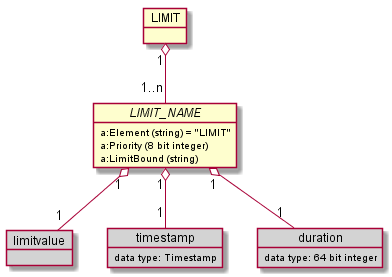 LIMIT
1
1..n
LIMIT_NAME
a:Element (string) = "LIMIT"
a:Priority (8 bit integer)
a:LimitBound (string)
1 1 1
1 1 1
limitvalue
timestamp
data type: Timestamp
duration
data type: 64 bit integer